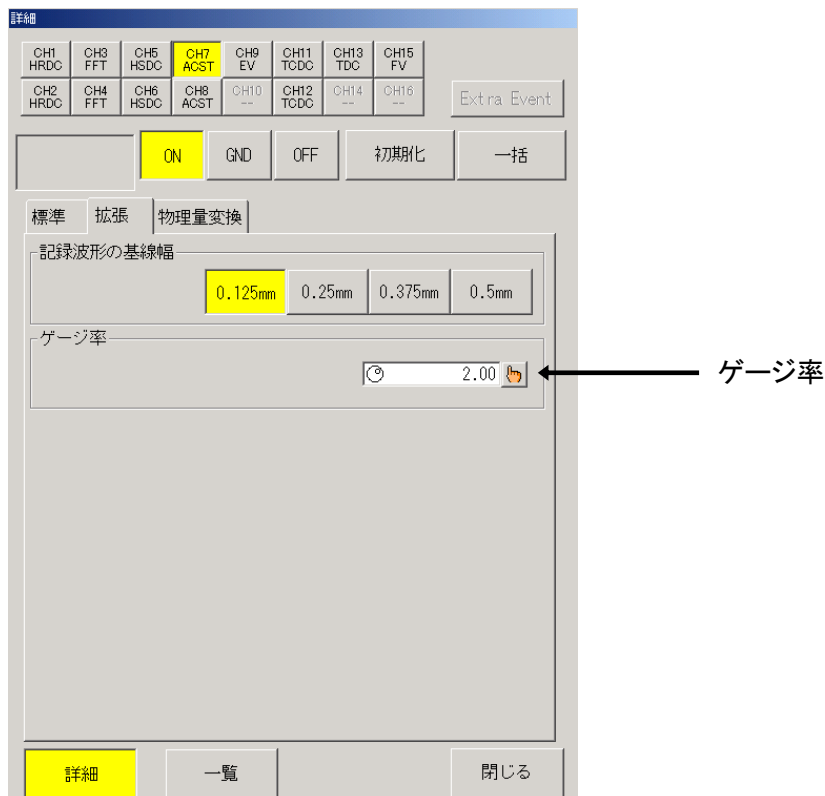 詳細
CH1 CH3 CH5 CH7 CH9 CH11 CH13 CH15
HRDC FFT HSDC ACST EV TCDC TDC FV
CH2 CH4 CH6 CH8 CH10 CH12 CH14 CH16
HRDC FFT HSDC ACST -- TCDC -- --
Extra Event
ON GND OFF 初期化 一括
標準 拡張 物理量変換
記録波形の基線幅
0.125mm 0.25mm 0.375mm 0.5mm
ゲージ率
2.00
ゲージ率
詳細 一覧 閉じる